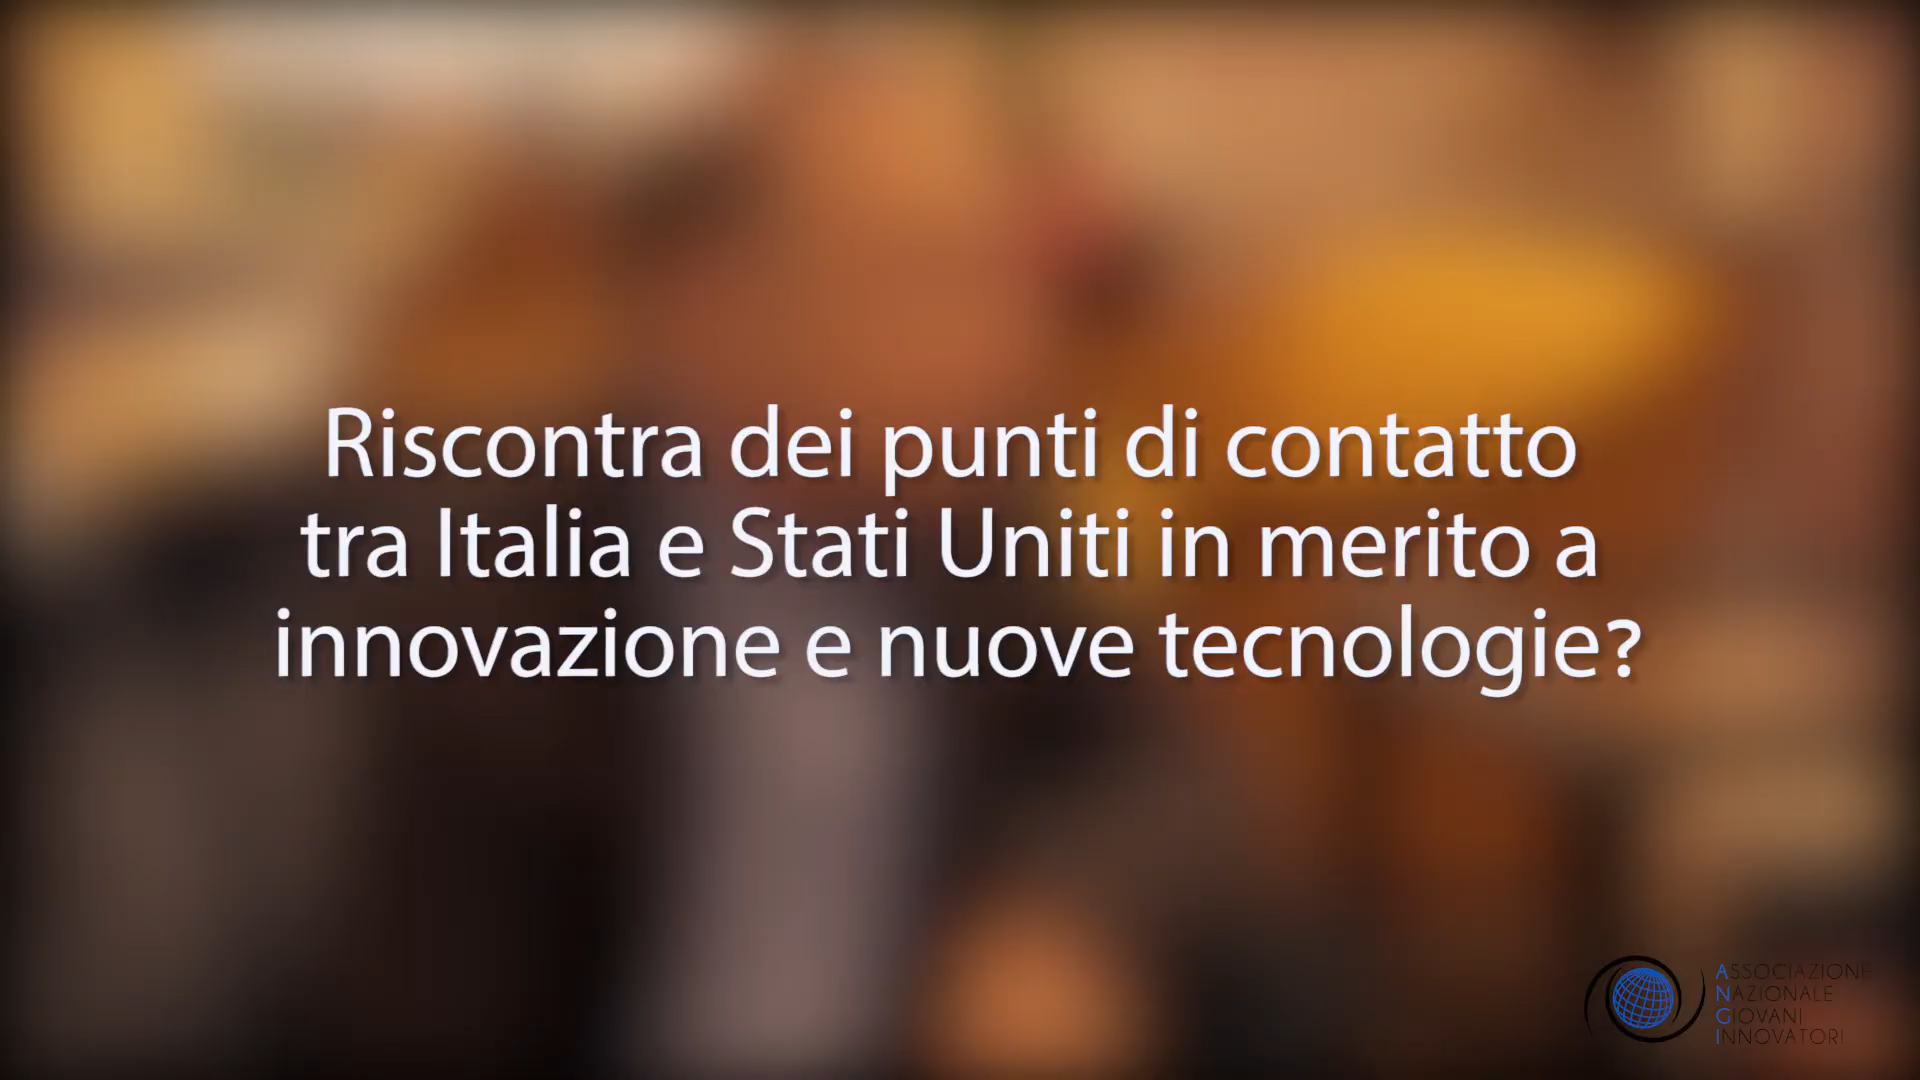 Riscontra dei punti di contatto
tra Italia e Stati Uniti in merito a
innovazione e nuove tecnologie?
ASSOCIAZIONE
NAZIONALE
GIOVANI
INNOVATORI